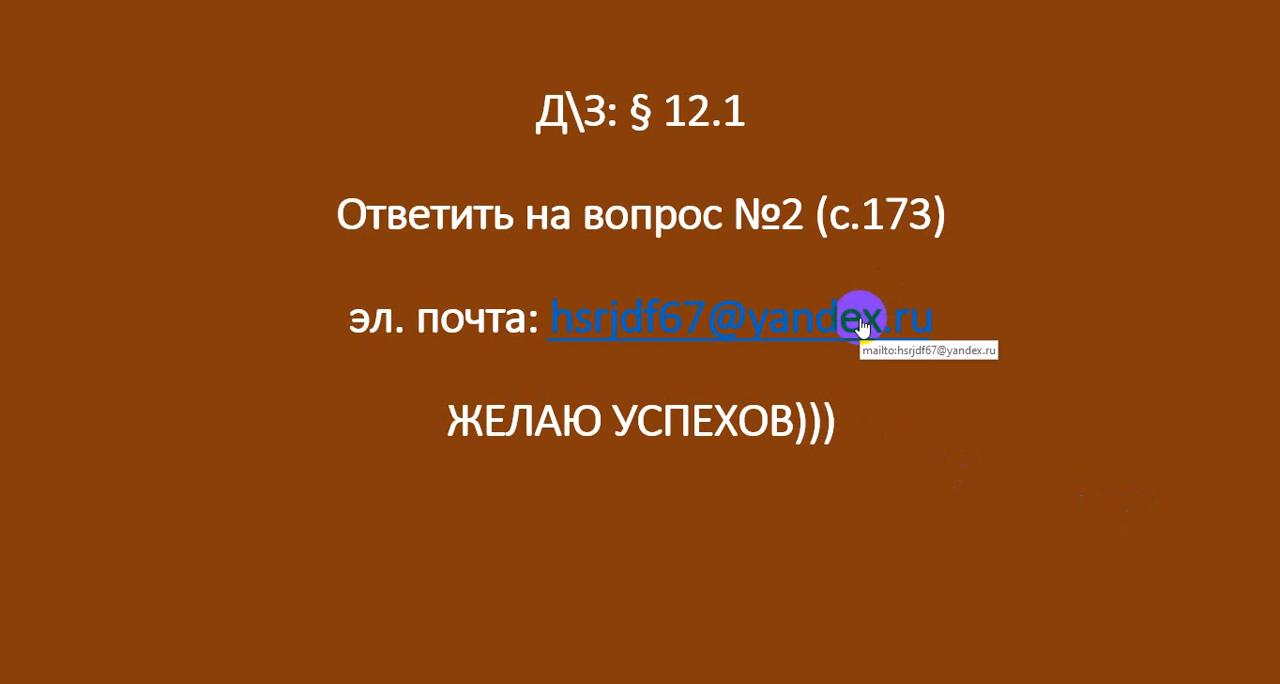 Д\З: § 12.1
Ответить на вопрос №2 (с.173)
эл. почта: hsrjdf67@yandex.ru
mailto:hsrjdf67@yandex.ru
ЖЕЛАЮ УСПЕХОВ)))